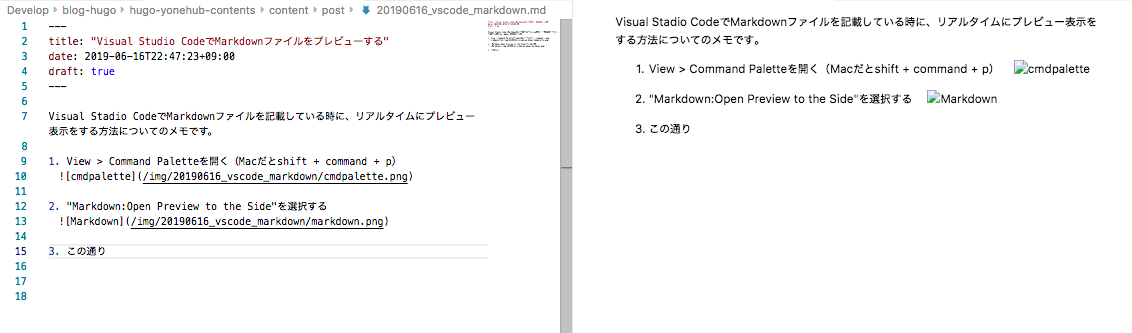 Develop › blog-hugo › hugo-yonehub-contents › content › post › 20190616_vscode_markdown.md
1 ---
2 title: "Visual Studio CodeでMarkdownファイルをプレビューする"
3 date: 2019-06-16T22:47:23+09:00
4 draft: true
5 ---
6
7 Visual Stadio CodeでMarkdownファイルを記載している時に、リアルタイムにプレビュー
表示をする方法についてのメモです。
8
9 1. View > Command Paletteを開く（Macだとshift + command + p）
10 ![cmdpalette](/img/20190616_vscode_markdown/cmdpalette.png)
11
12 2. "Markdown:Open Preview to the Side"を選択する
13 ![Markdown](/img/20190616_vscode_markdown/markdown.png)
14
15 3. この通り
16
17
18
Visual Stadio CodeでMarkdownファイルを記載している時に、リアルタイムにプレビュー表示を
する方法についてのメモです。
1. View > Command Paletteを開く（Macだとshift + command + p） cmdpalette
2. "Markdown:Open Preview to the Side"を選択する Markdown
3. この通り